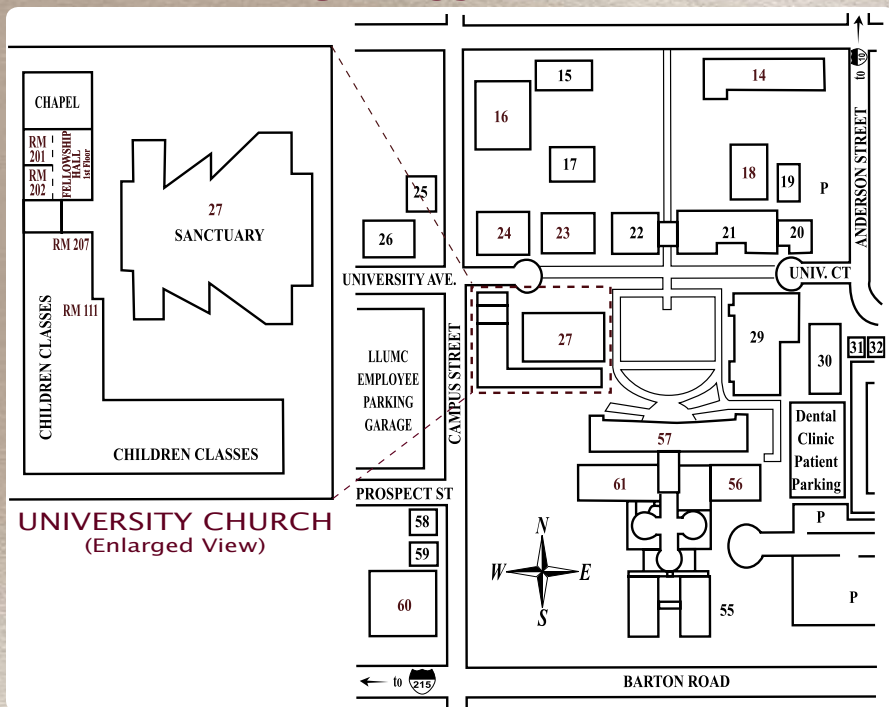 CHAPEL
RM
201
RM
202
FELLOWSHIP
HALL
1st Floor
RM 207
RM 111
27
SANCTUARY
CHILDREN CLASSES
CHILDREN CLASSES
UNIVERSITY CHURCH
(Enlarged View)
15
16
14
17
18
19
P
25
26
24
23
22
21
20
to
10
ANDERSON STREET
UNIVERSITY AVE.
UNIV. CT
LLUMC
EMPLOYEE
PARKING
GARAGE
CAMPUS STREET
27
29
30
31
32
57
Dental
Clinic
Patient
Parking
61
56
PROSPECT ST
58
59
60
N
W
E
S
P
P
55
to
215
BARTON ROAD